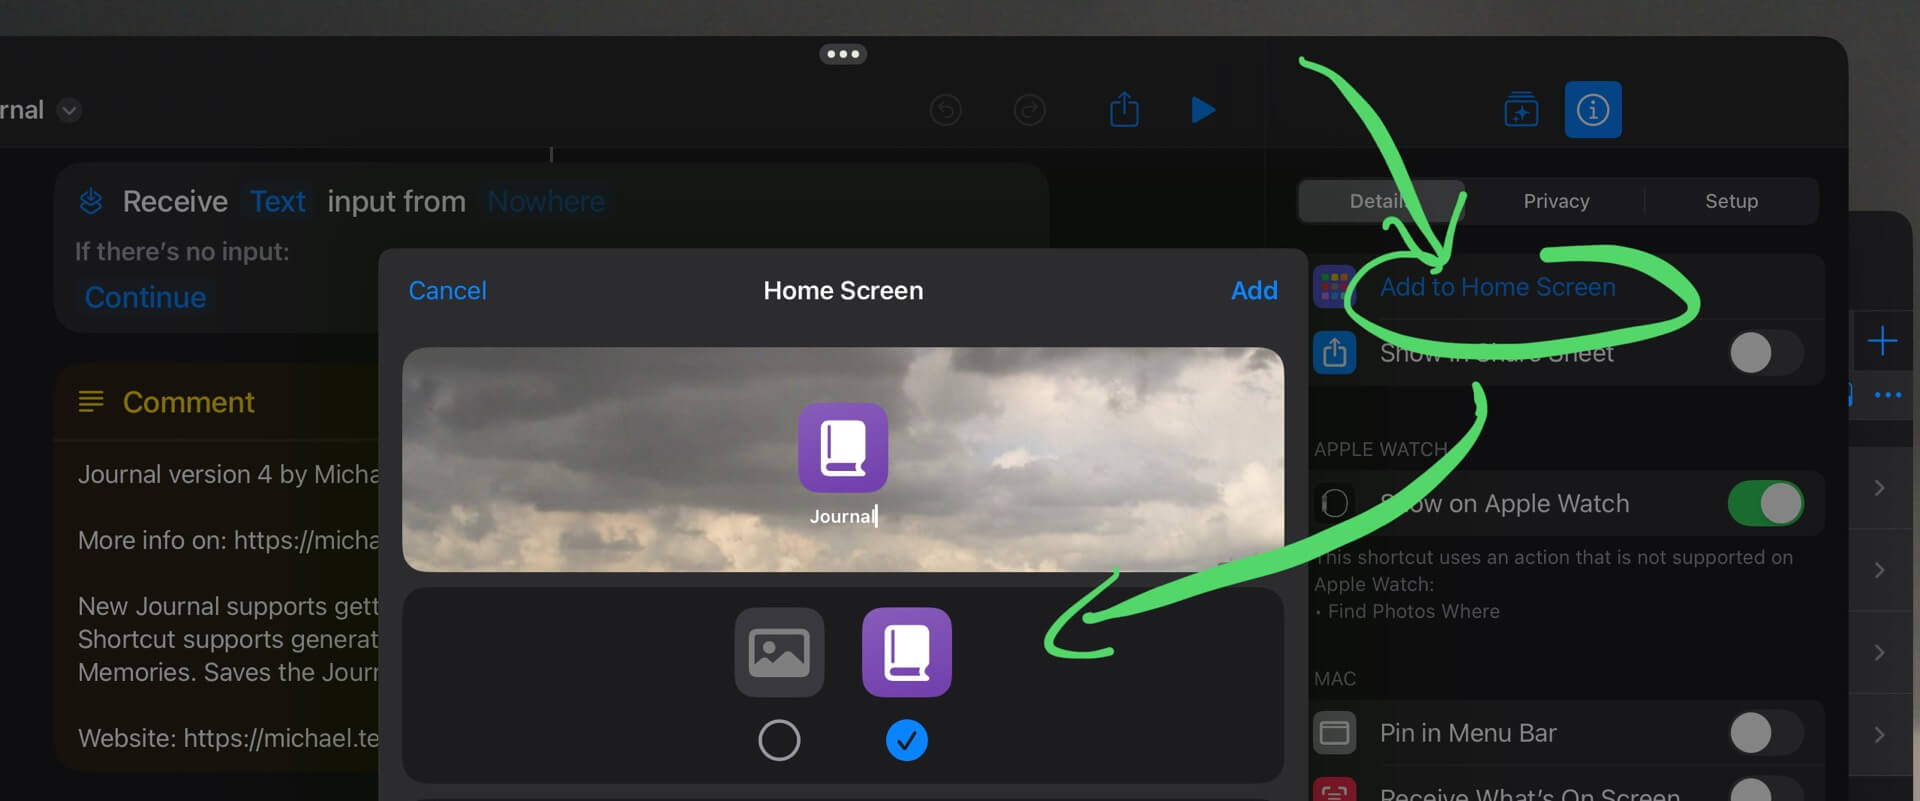 rnal
Receive Text input from Nowhere
If there's no input:
Continue
Comment
Journal version 4 by Micha
More info on: https://micha
New Journal supports gett
Shortcut supports generat
Memories. Saves the Journ
Website: https://michael.te
Cancel
Home Screen
Add
Journal
Details
Privacy
Setup
Add to Home Screen
Show in Share Sheet
APPLE WATCH
Show on Apple Watch
This shortcut uses an action that is not supported on
Apple Watch:
• Find Photos Where
MAC
Pin in Menu Bar
Receive What's On Screen